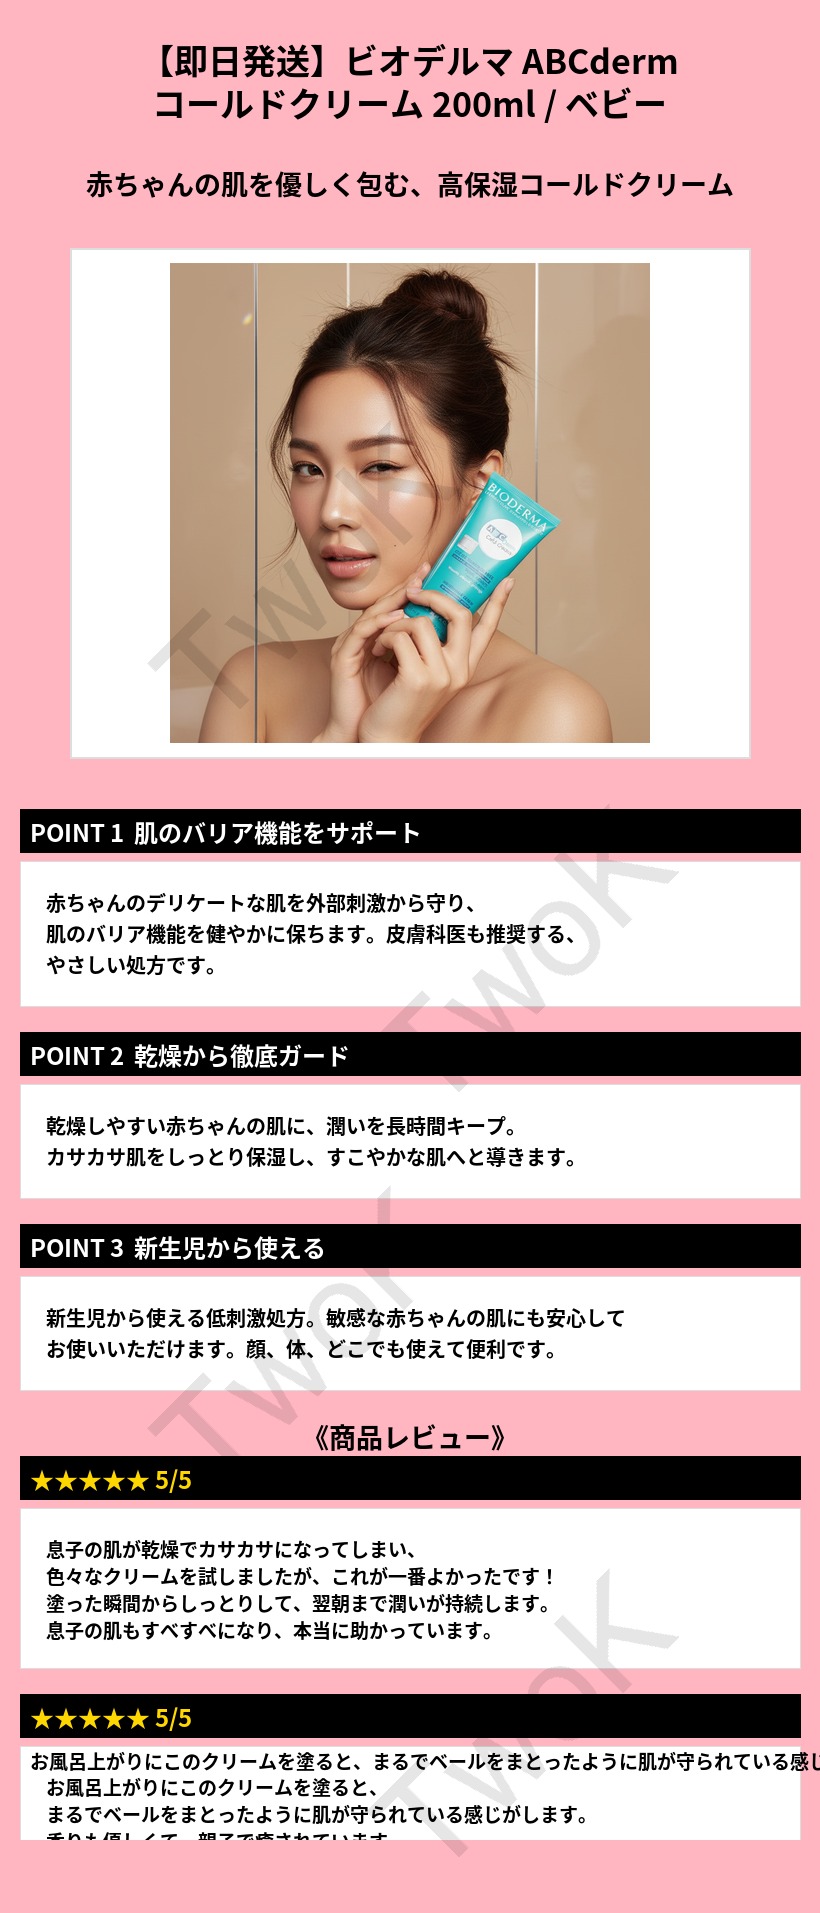 【即日発送】ビオデルマ ABCderm
コールドクリーム 200ml / ベビー
赤ちゃんの肌を優しく包む、高保湿コールドクリーム
BIODERMA
TwoK
POINT 1 肌のバリア機能をサポート
赤ちゃんのデリケートな肌を外部刺激から守り、
肌のバリア機能を健やかに保ちます。皮膚科医も推奨する、
やさしい処方です。
TwoK
POINT 2 乾燥から徹底ガード
乾燥しやすい赤ちゃんの肌に、潤いを長時間キープ。
カサカサ肌をしっとり保湿し、すこやかな肌へと導きます。
POINT 3 新生児から使える
新生児から使える低刺激処方。敏感な赤ちゃんの肌にも安心して
お使いいただけます。顔、体、どこでも使えて便利です。
TwoK
《商品レビュー》
★★★★★ 5/5
息子の肌が乾燥でカサカサになってしまい、
色々なクリームを試しましたが、これが一番よかったです！
塗った瞬間からしっとりして、翌朝まで潤いが持続します。
息子の肌もすべすべになり、本当に助かっています。
TwoK
★★★★★ 5/5
お風呂上がりにこのクリームを塗ると、まるでベールをまとったように肌が守られている感じ
お風呂上がりにこのクリームを塗ると、
まるでベールをまとったように肌が守られている感じがします。
香りも優しくて、親子で癒されています。